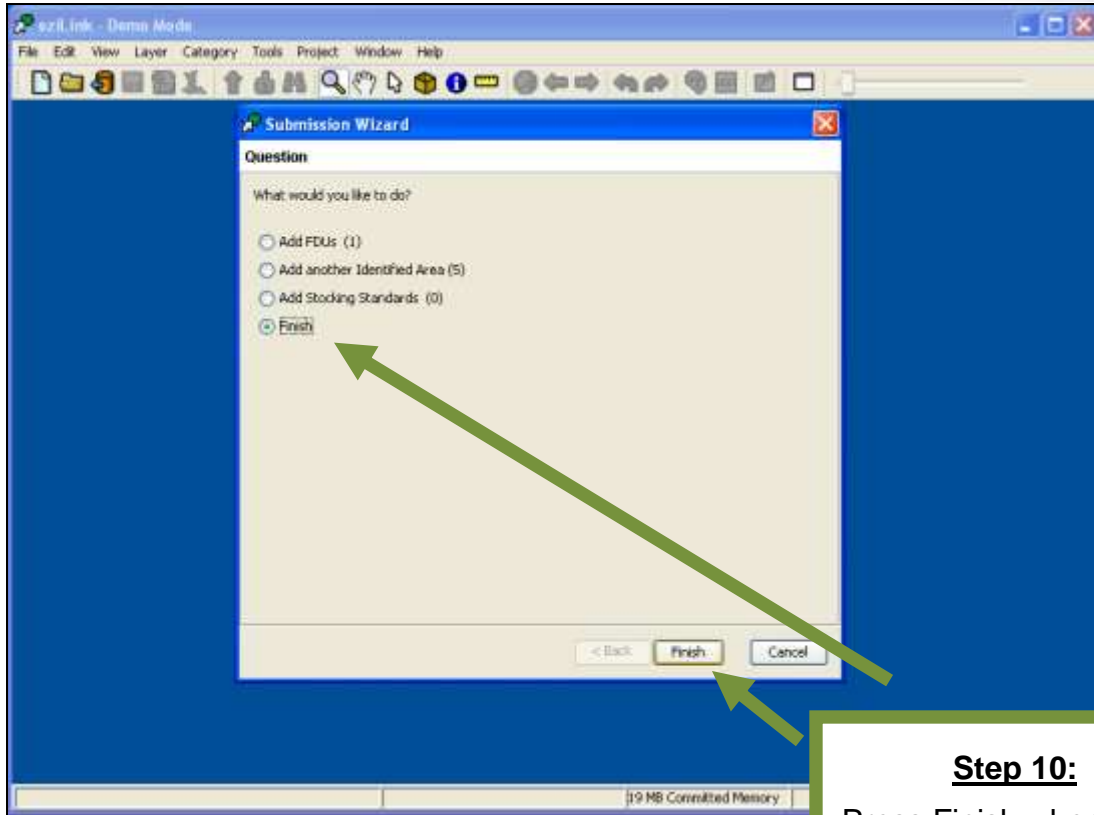 eziLink - Demo Mode
File Edit View Layer Category Tools Project Window Help
Submission Wizard
Question
What would you like to do?
Add FDUs (1)
Add another Identified Area (5)
Add Stocking Standards (0)
Finish
< Back Finish Cancel
Step 10:
19 MB Committed Memory